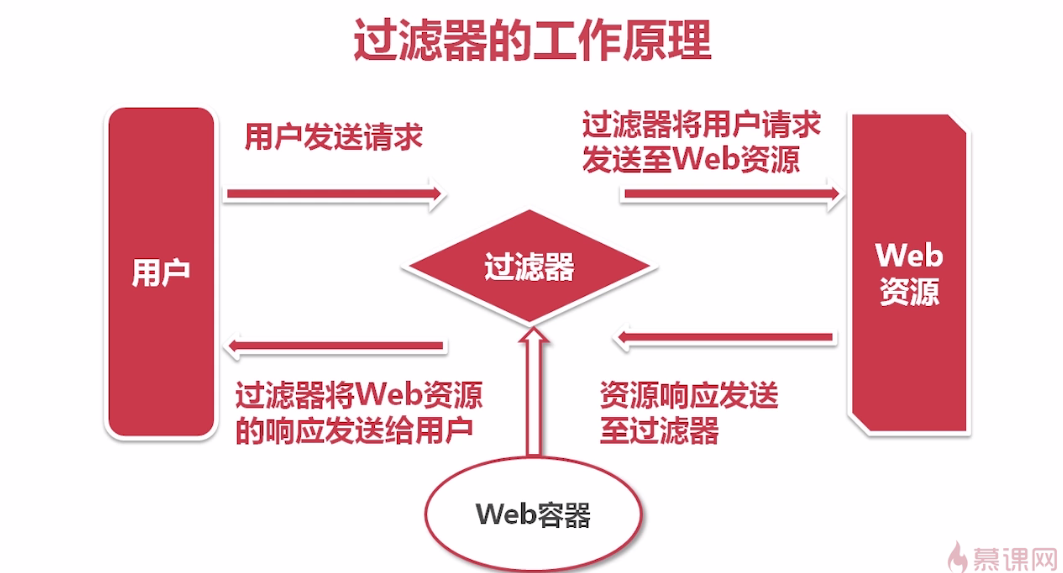 过滤器的工作原理
用户发送请求
过滤器将用户请求
发送至Web资源
用户
过滤器
Web
资源
过滤器将Web资源
的响应发送给用户
资源响应发送
至过滤器
Web容器
慕课网